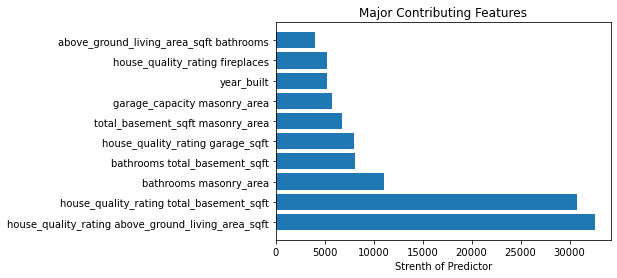 Major Contributing Features
above_ground_living_area_sqft bathrooms
house_quality_rating fireplaces
year_built
garage_capacity masonry_area
total_basement_sqft masonry_area
house_quality_rating garage_sqft
bathrooms total_basement_sqft
bathrooms masonry_area
house_quality_rating total_basement_sqft
house_quality_rating above_ground_living_area_sqft
0 5000 10000 15000 20000 25000 30000
Strenth of Predictor